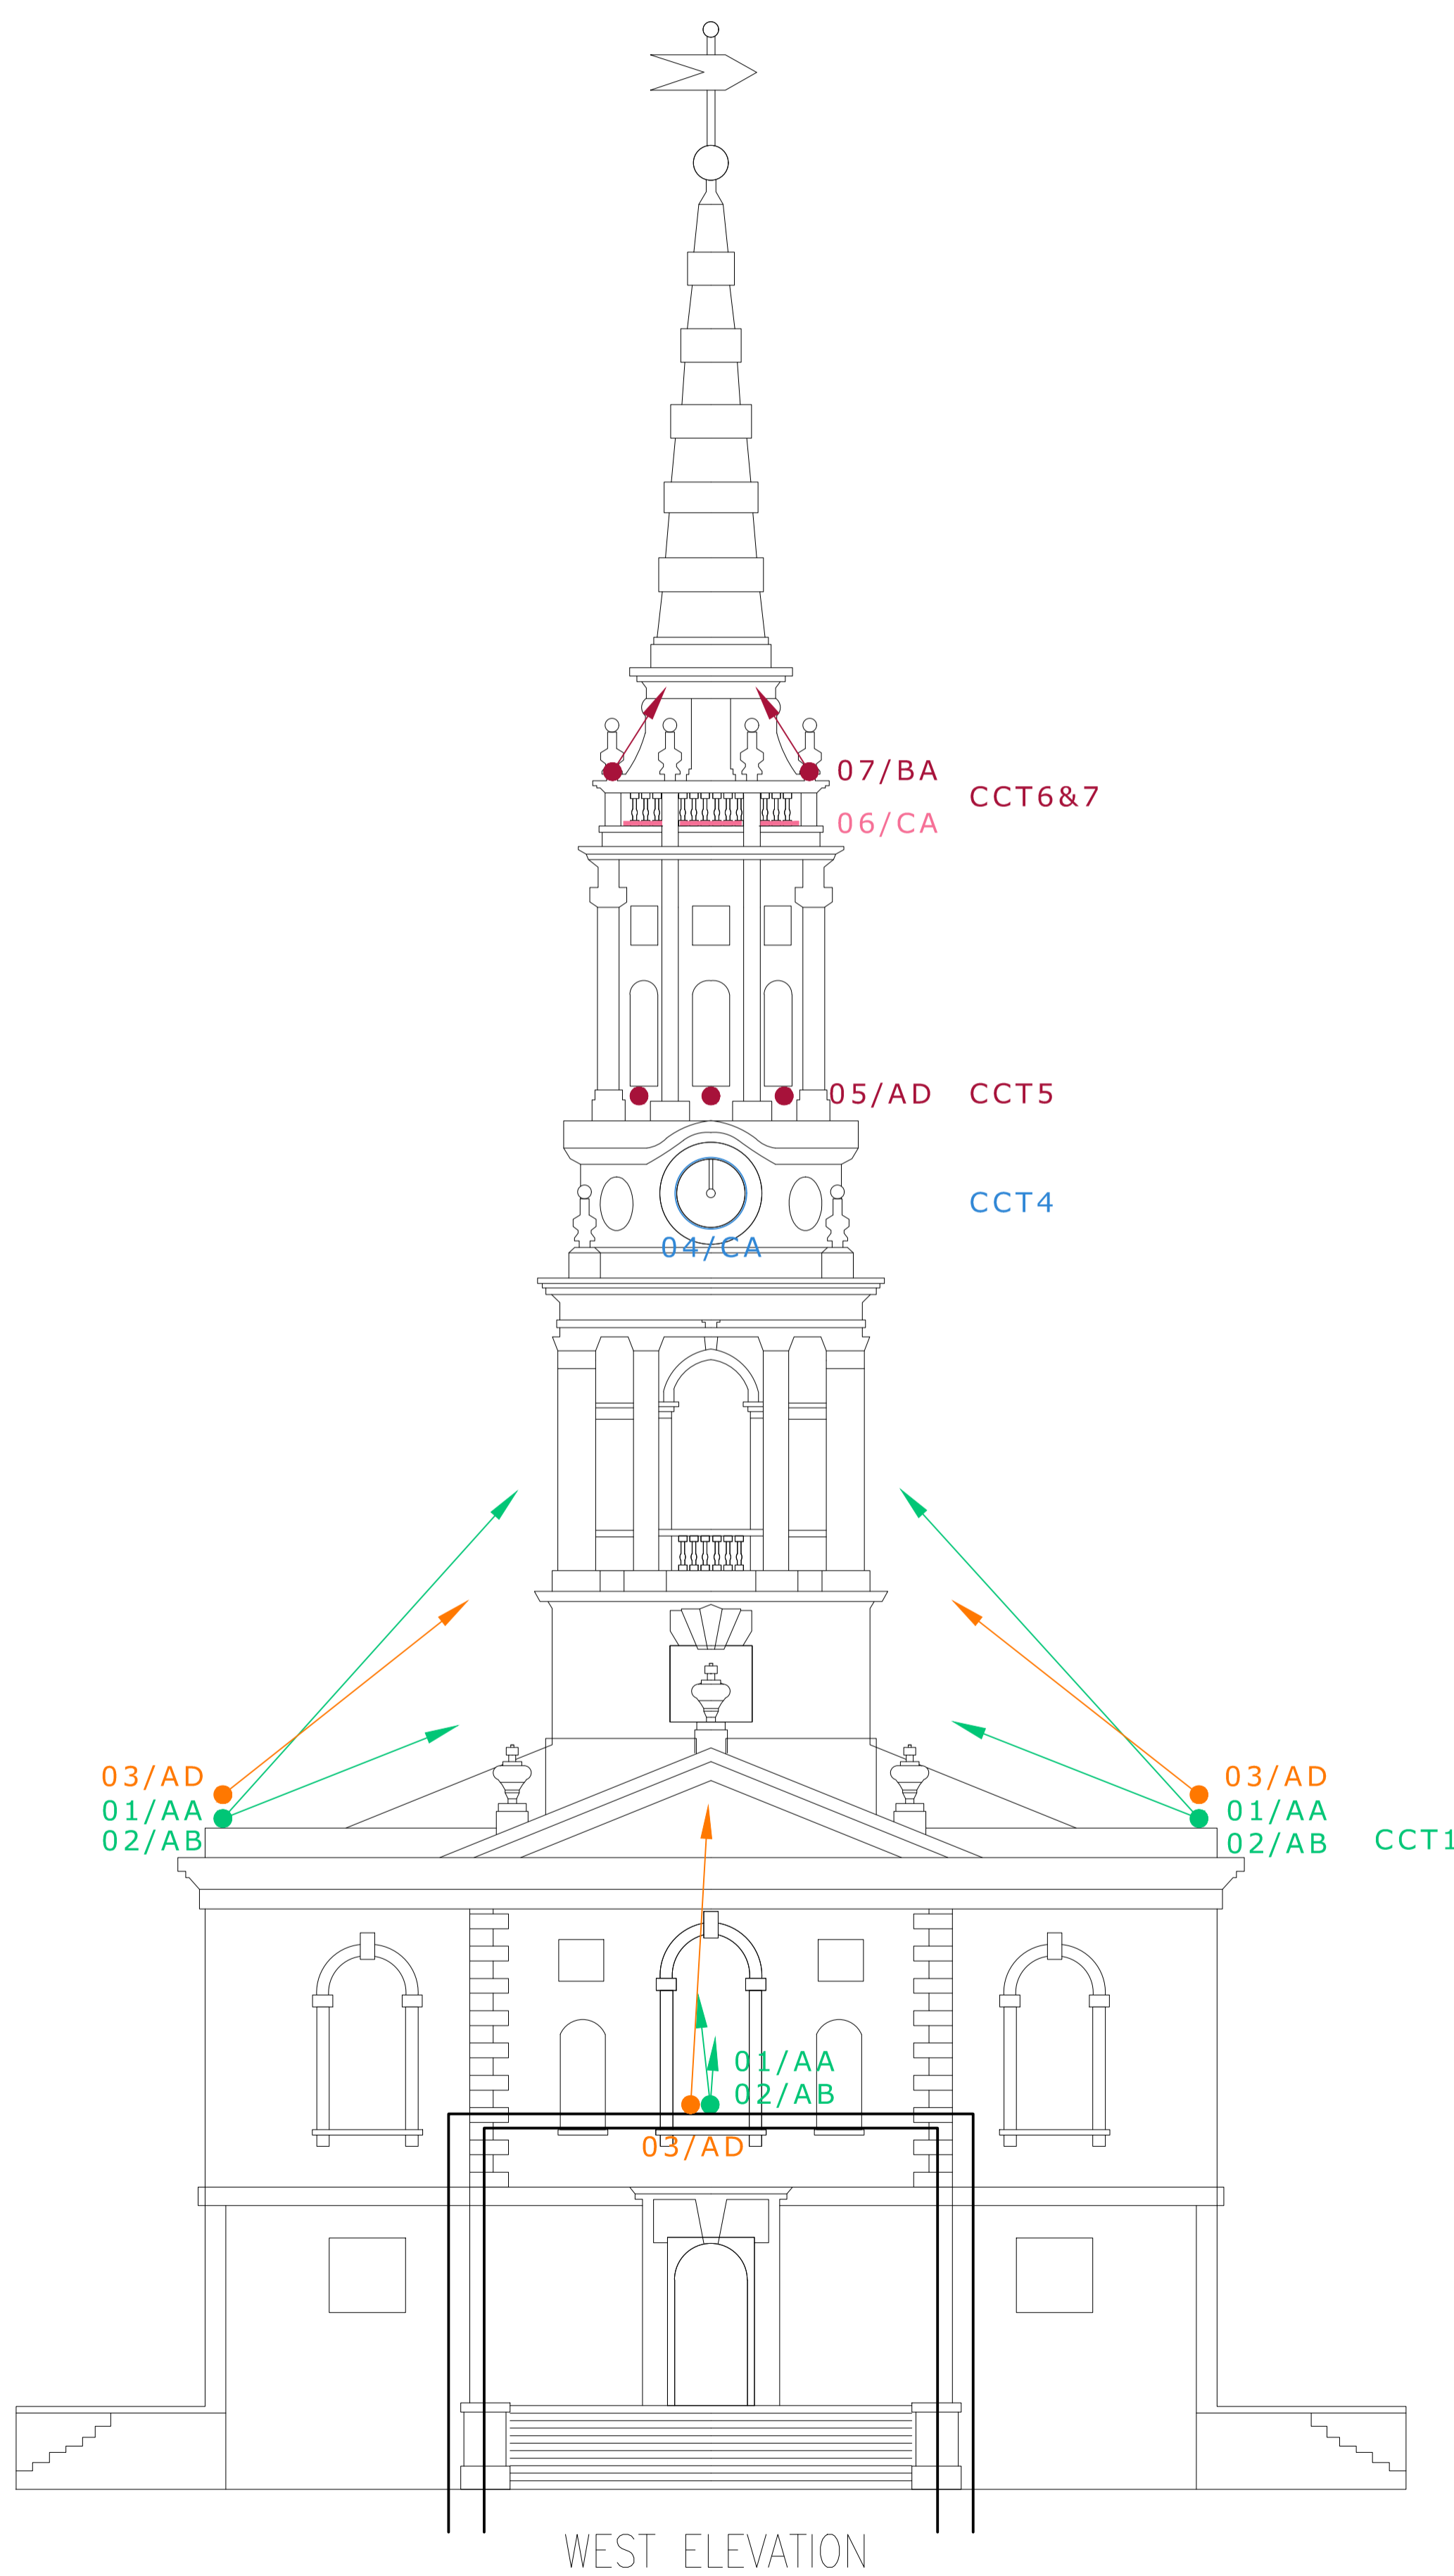 07/BA
CCT6&7
06/CA
05/AD CCT5
CCT4
04/CA
03/AD
03/AD
01/AA
01/AA
02/AB
02/AB
CCT1
01/AA
02/AB
03/AD
WEST ELEVATION